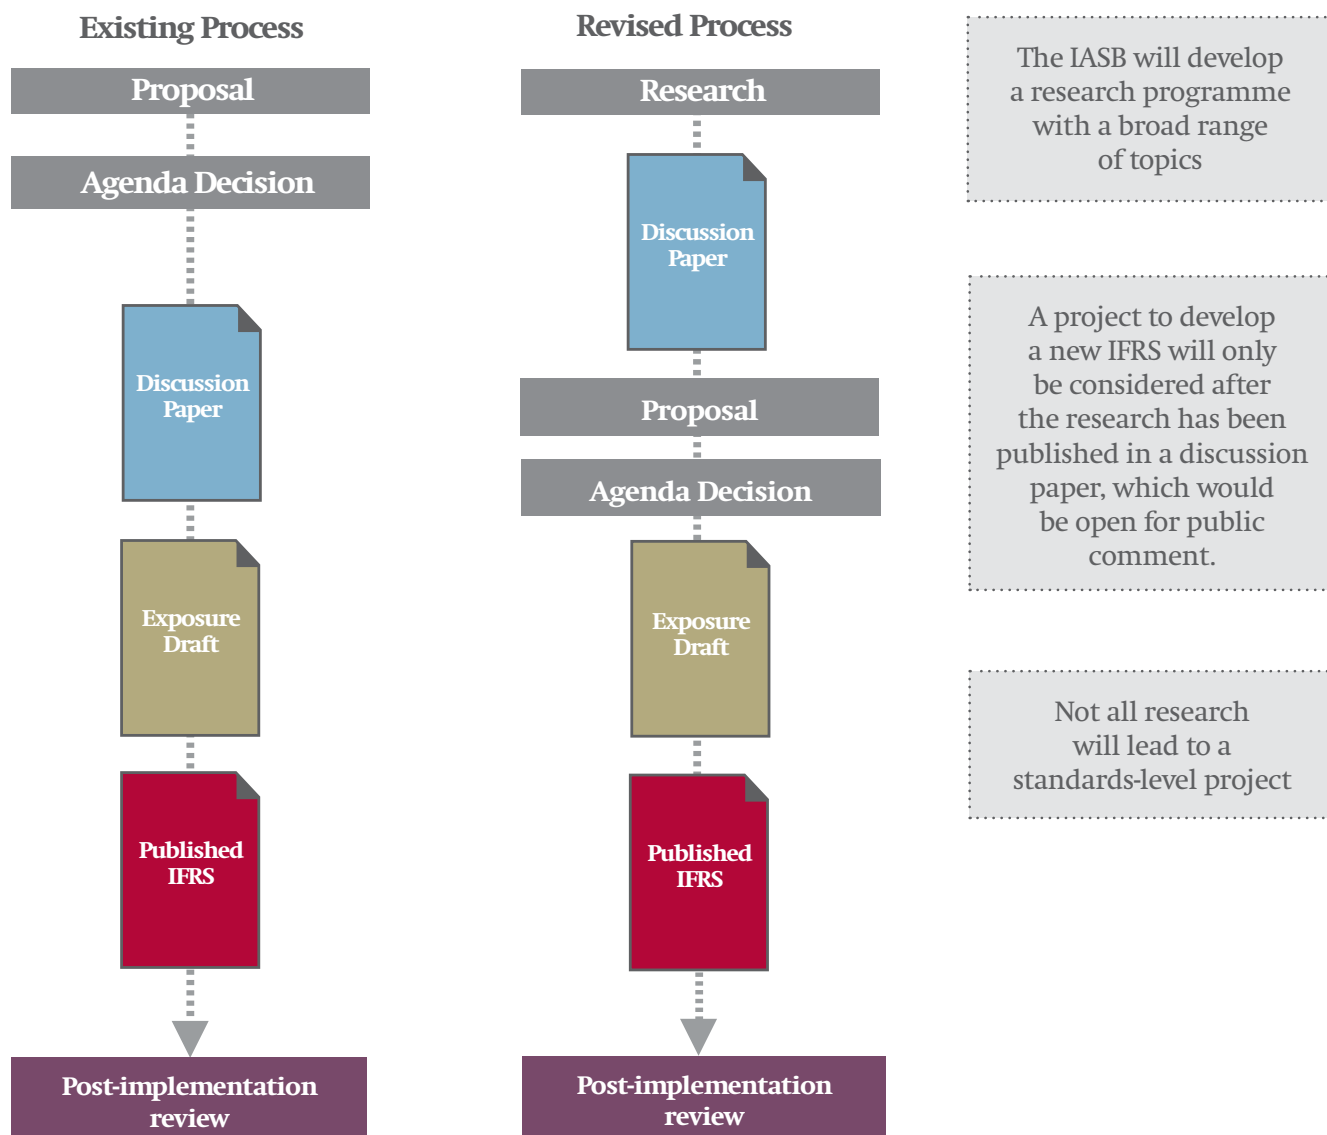 Existing Process
Proposal
Agenda Decision
Discussion
Paper
Exposure
Draft
Published
IFRS
Post-implementation
review
Revised Process
Research
Discussion
Paper
Proposal
Agenda Decision
Exposure
Draft
Published
IFRS
Post-implementation
review
The IASB will develop
a research programme
with a broad range
of topics
A project to develop
a new IFRS will only
be considered after
the research has been
published in a discussion
paper, which would
be open for public
comment.
Not all research
will lead to a
standards-level project